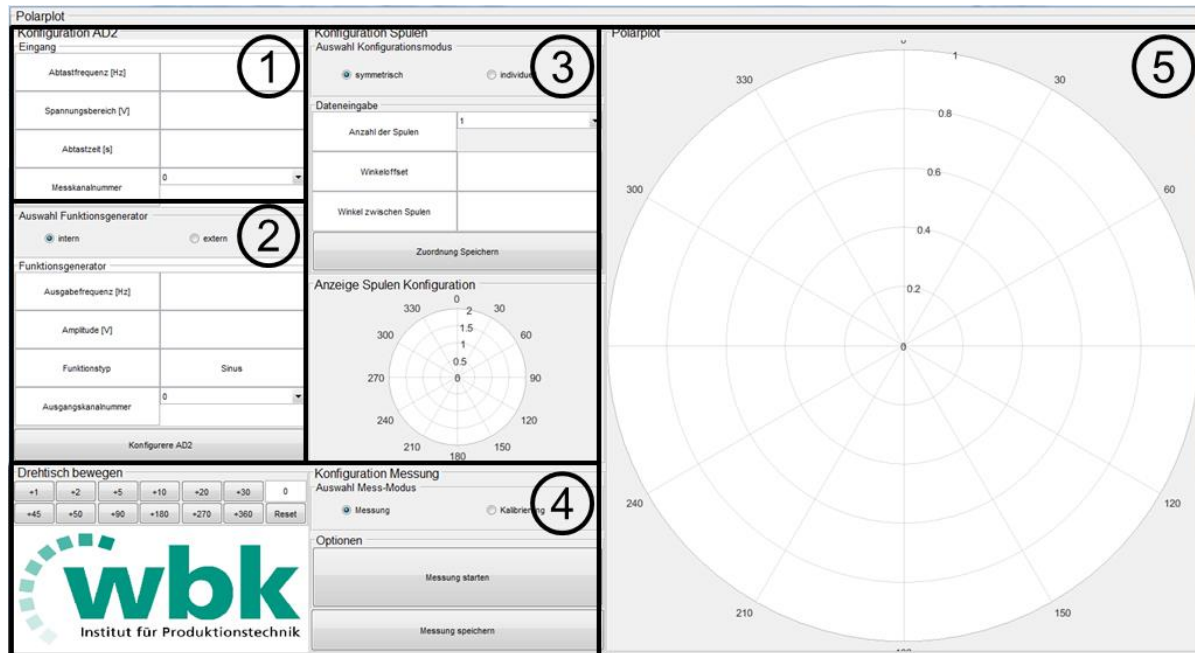 Polarplot
Konfiguration AD2
Eingang
1
Abtastfrequenz [Hz]
Spannungsbereich [V]
Abtastzeit [s]
Messkanalnummer
0
Auswahl Funktionsgenerator
2
intern
extern
Funktionsgenerator
Ausgabefrequenz [Hz]
Amplitude [V]
Funktionstyp
Sinus
Ausgangskanalnummer
0
Konfigurere AD2
Konfiguration Spulen
Auswahl Konfigurationsmodus
3
symmetrisch
Dateneingabe
Anzahl der Spulen
1
Winkeloffset
Winkel zwischen Spulen
Zuordnung Speichern
Anzeige Spulen Konfiguration
0
330
30
2
1.5
300
60
1
0.5
270
0
90
240
120
210
150
180
Drehtisch bewegen
+1 +2 +5 +10 +20 +30 0
+45 +50 +90 +180 +270 +360 Reset
wbk
Institut für Produktionstechnik
Konfiguration Messung
Auswahl Mess-Modus
4
Messung
Kalibrierung
Optionen
Messung starten
Messung speichern
Polarplot
5
1
330
30
0.8
0.6
300
60
0.4
0.2
0
240
120
210
150